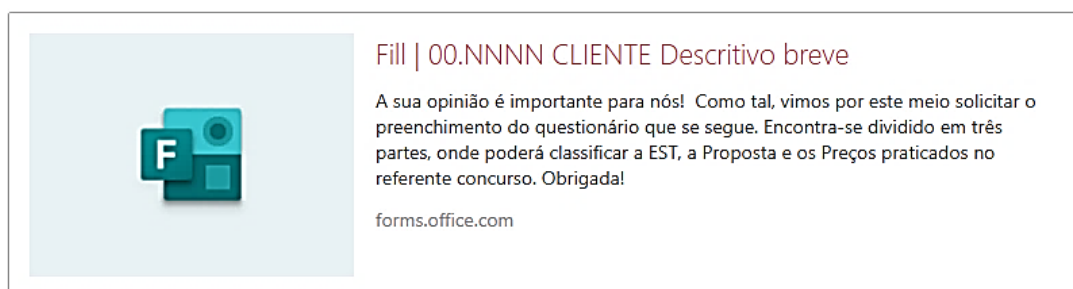 Fill | 00.NNNN CLIENTE Descritivo breve
A sua opinião é importante para nós!  Como tal, vimos por este meio solicitar o
preenchimento do questionário que se segue. Encontra-se dividido em três
partes, onde poderá classificar a EST, a Proposta e os Preços praticados no
referente concurso. Obrigada!
forms.office.com
F